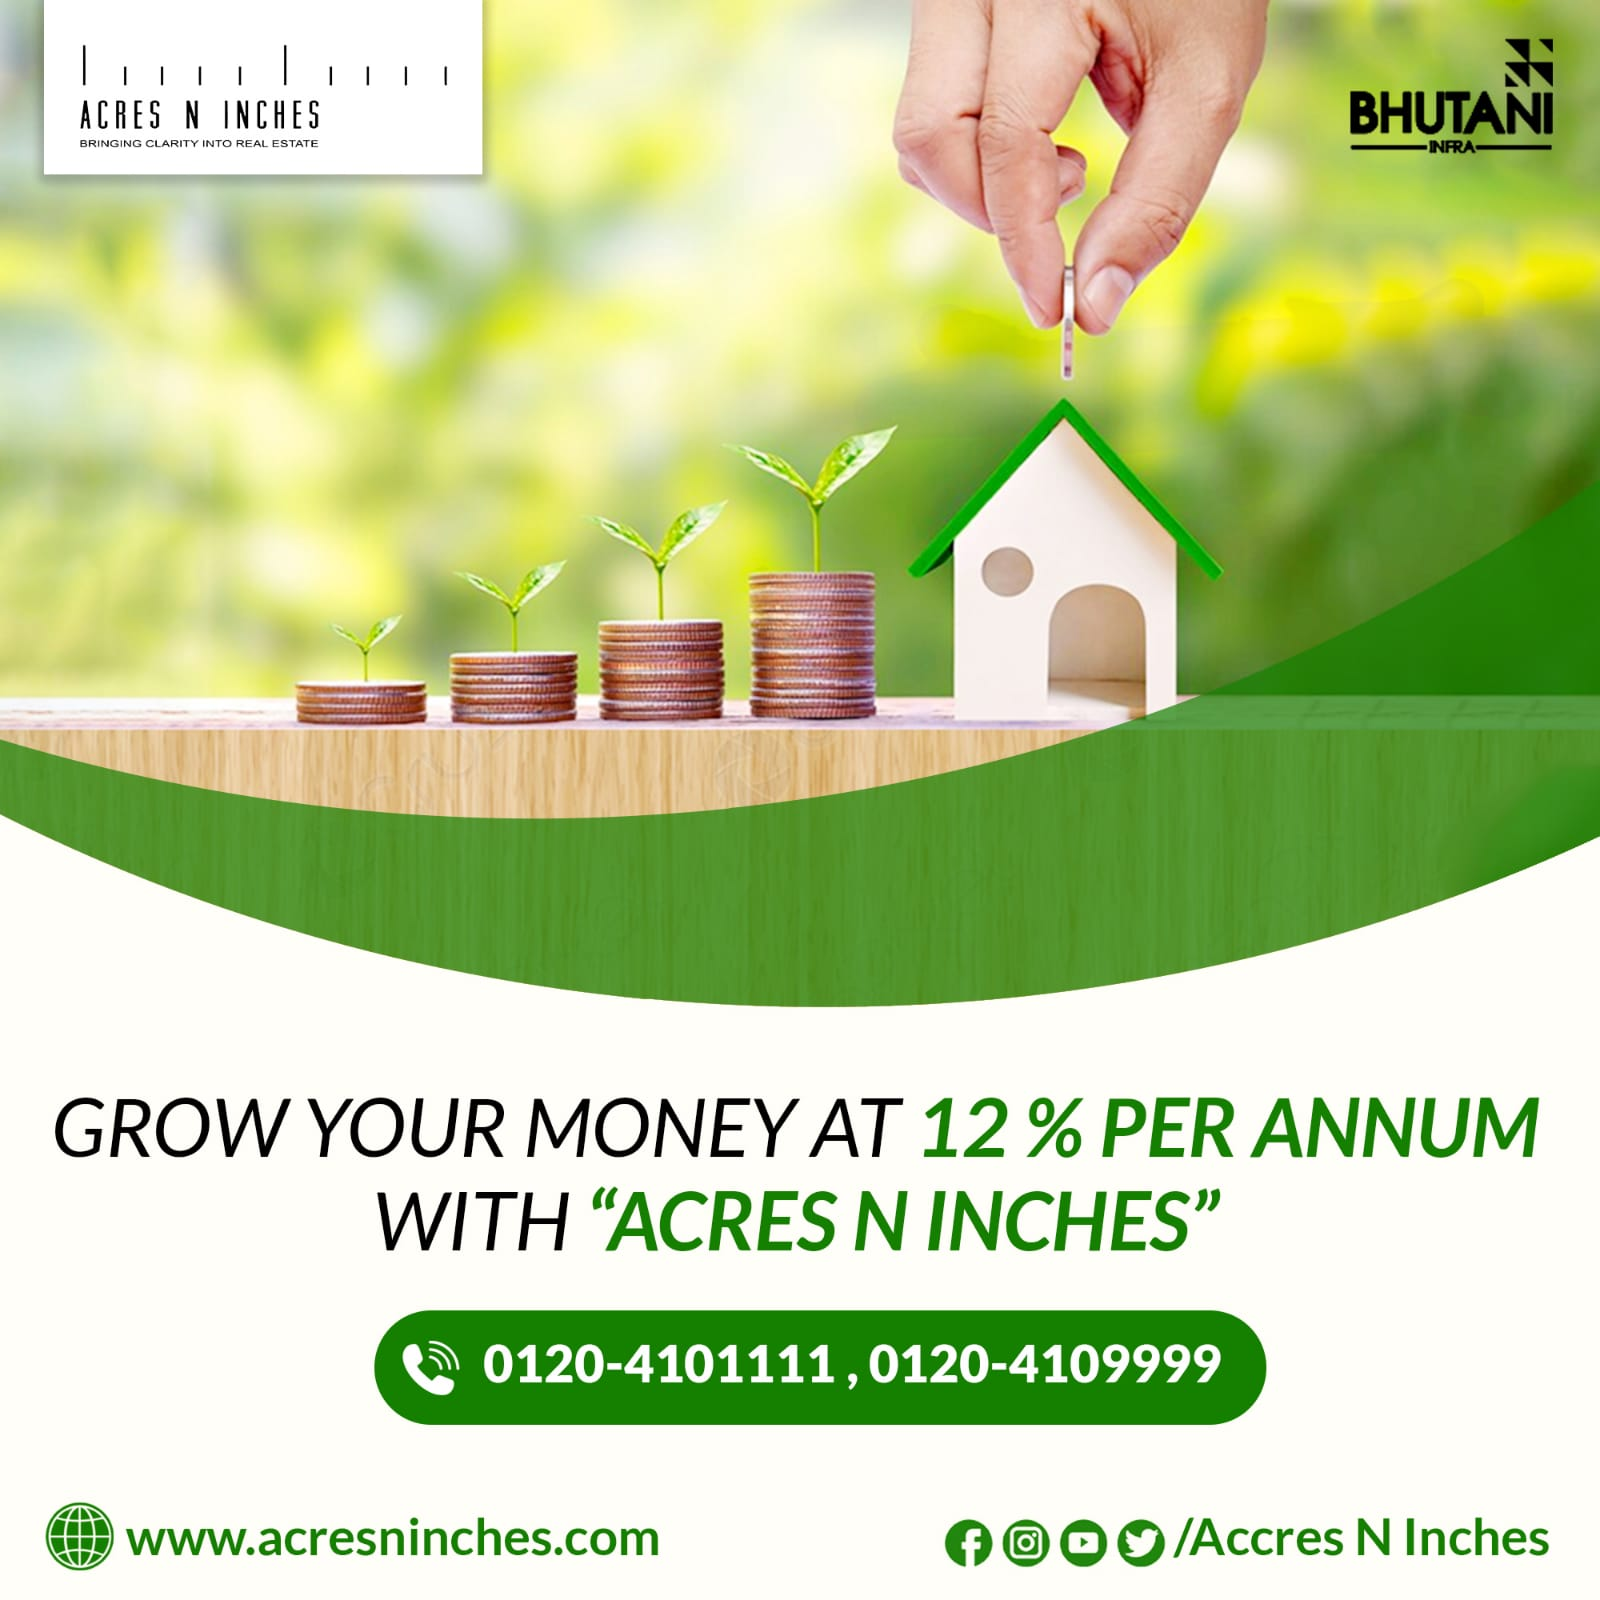 ACRES N INCHES
BRINGING CLARITY INTO REAL ESTATE
BHUTANI
INFRA
GROW YOUR MONEY AT 12 % PER ANNUM
WITH “ACRES N INCHES”
0120-4101111 , 0120-4109999
www.acresninches.com
/Accres N Inches